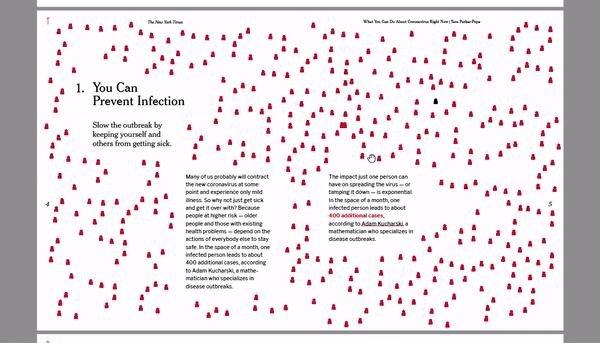 The New York Times
What You Can Do About Coronavirus Right Now | Tara Parker-Pope
1. You Can
Prevent Infection
Slow the outbreak by
keeping yourself and
others from getting sick.
Many of us probably will contract
the new coronavirus at some
point and experience only mild
illness. So why not just get sick
and get it over with? Because
people at higher risk — older
people and those with existing
health problems — depend on the
actions of everybody else to stay
safe. In the space of a month, one
infected person leads to about
400 additional cases, according
to Adam Kucharski, a mathe-
matician who specializes in
disease outbreaks.
The impact just one person can
have on spreading the virus — or
tamping it down — is exponential.
In the space of a month, one
infected person leads to about
400 additional cases,
according to Adam Kucharski, a
mathematician who specializes in
disease outbreaks.
4
5